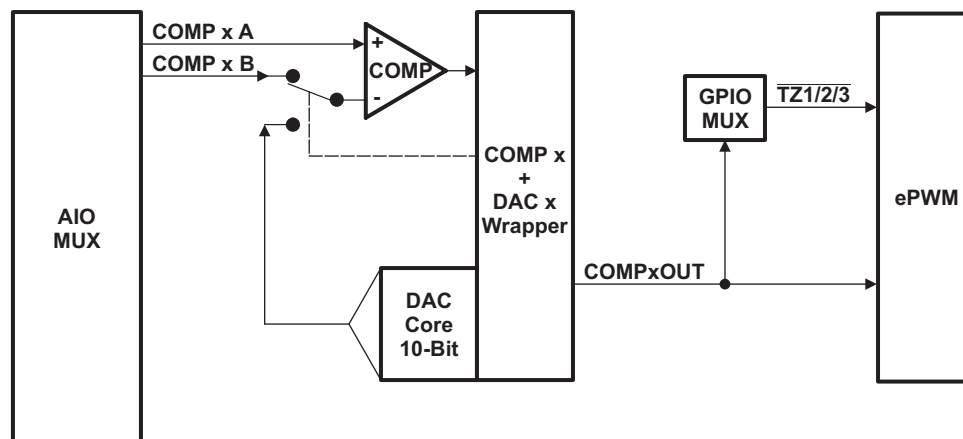 COMP x A
COMP x B
+
COMP
-
AIO
MUX
COMP x
+
DAC x
Wrapper
DAC
Core
10-Bit
COMPxOUT
GPIO
MUX
TZ1/2/3
ePWM